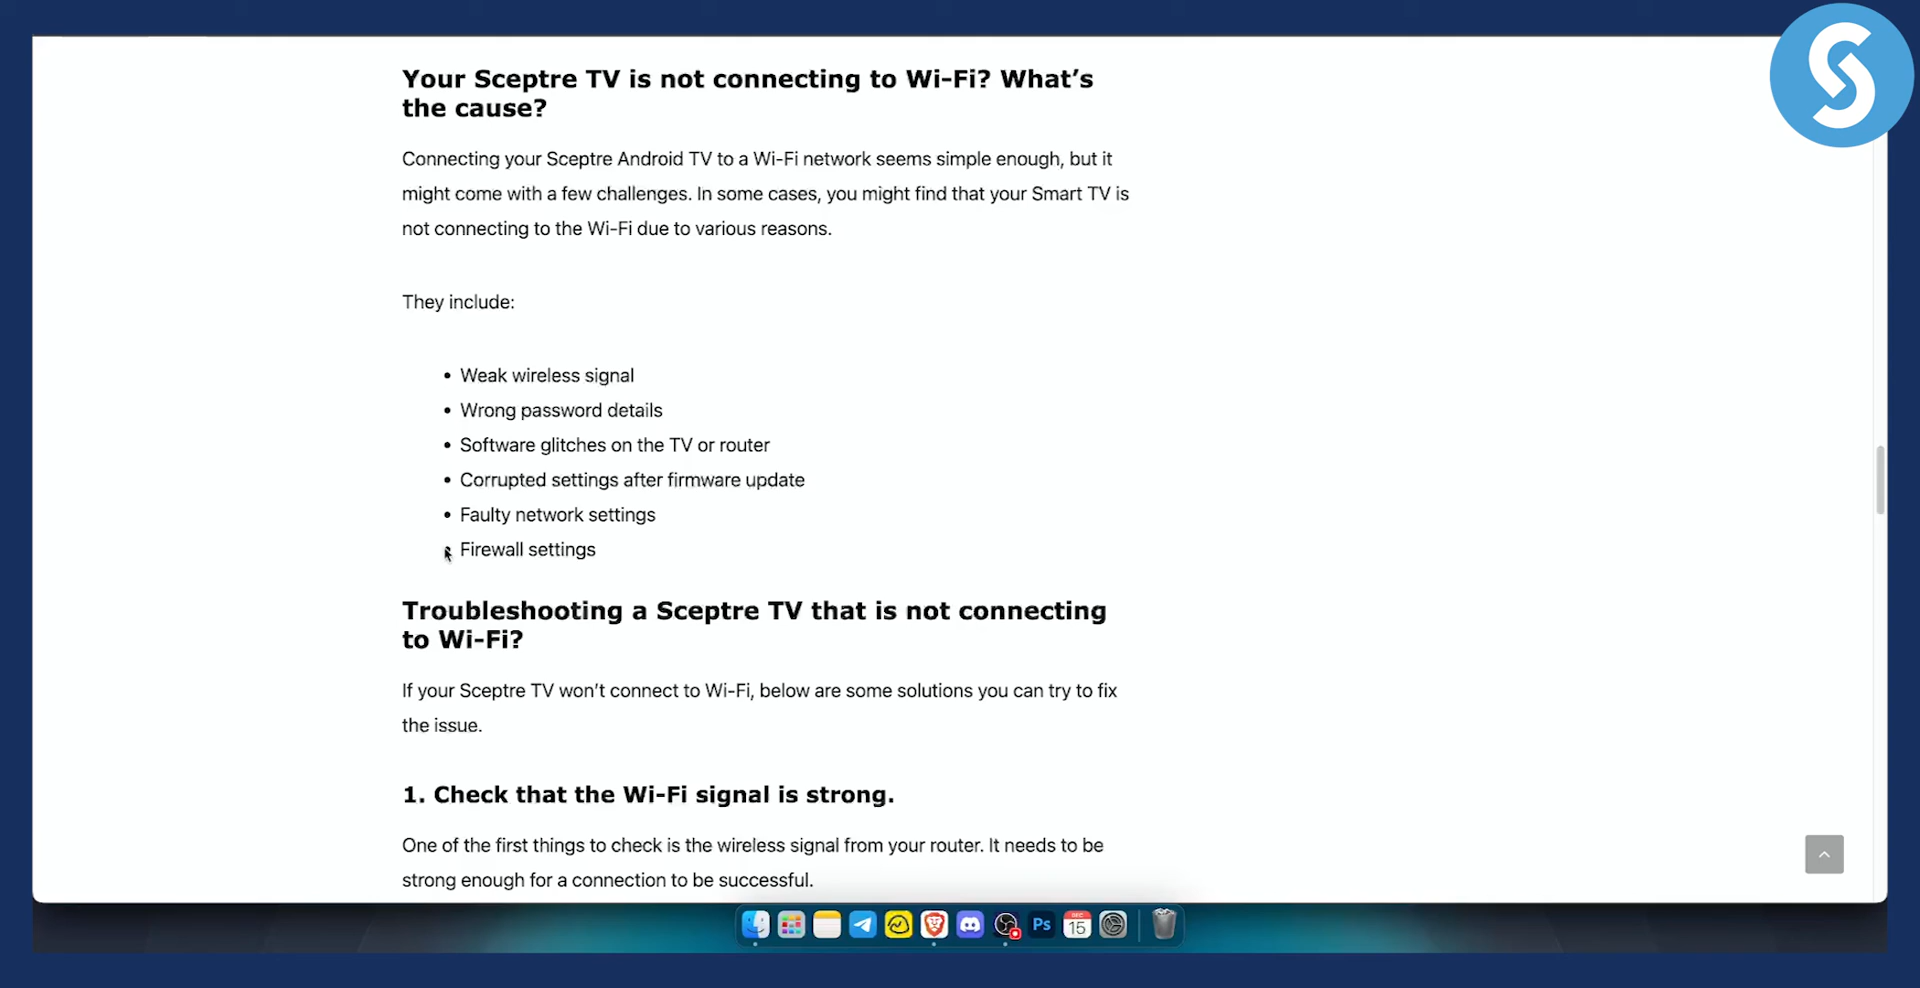 Your Sceptre TV is not connecting to Wi-Fi? What's
the cause?
Connecting your Sceptre Android TV to a Wi-Fi network seems simple enough, but it
might come with a few challenges. In some cases, you might find that your Smart TV is
not connecting to the Wi-Fi due to various reasons.
They include:
• Weak wireless signal
• Wrong password details
• Software glitches on the TV or router
• Corrupted settings after firmware update
• Faulty network settings
• Firewall settings
Troubleshooting a Sceptre TV that is not connecting
to Wi-Fi?
If your Sceptre TV won't connect to Wi-Fi, below are some solutions you can try to fix
the issue.
1. Check that the Wi-Fi signal is strong.
One of the first things to check is the wireless signal from your router. It needs to be
strong enough for a connection to be successful.
Ps
DEC
15